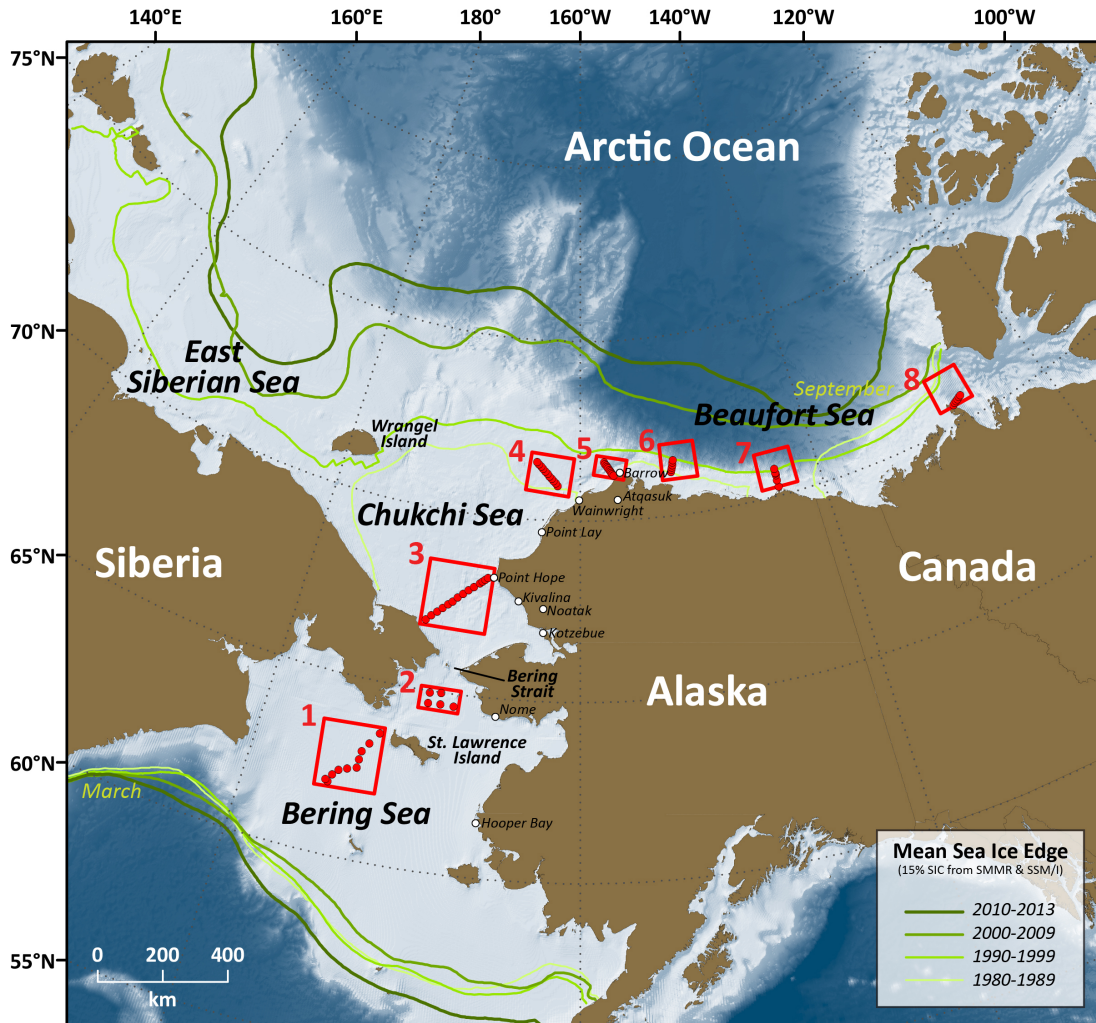 140°E 160°E 180° 160°W 140°W 120°W 100°W
75°N
70°N
65°N
60°N
55°N
Arctic Ocean
East
Siberian Sea
September
8
Beaufort Sea
Wrangel
Island
4
5
6
7
Barrow
Atqasuk
Wainwright
Chukchi Sea
Point Lay
Siberia
Canada
3
Point Hope
Kivalina
Noatak
Kotzebue
Bering
Strait
2
Alaska
Nome
1
St. Lawrence
Island
March
Bering Sea
Hooper Bay
0 200 400
km
Mean Sea Ice Edge
(15% SIC from SMMR & SSM/I)
2010-2013
2000-2009
1990-1999
1980-1989